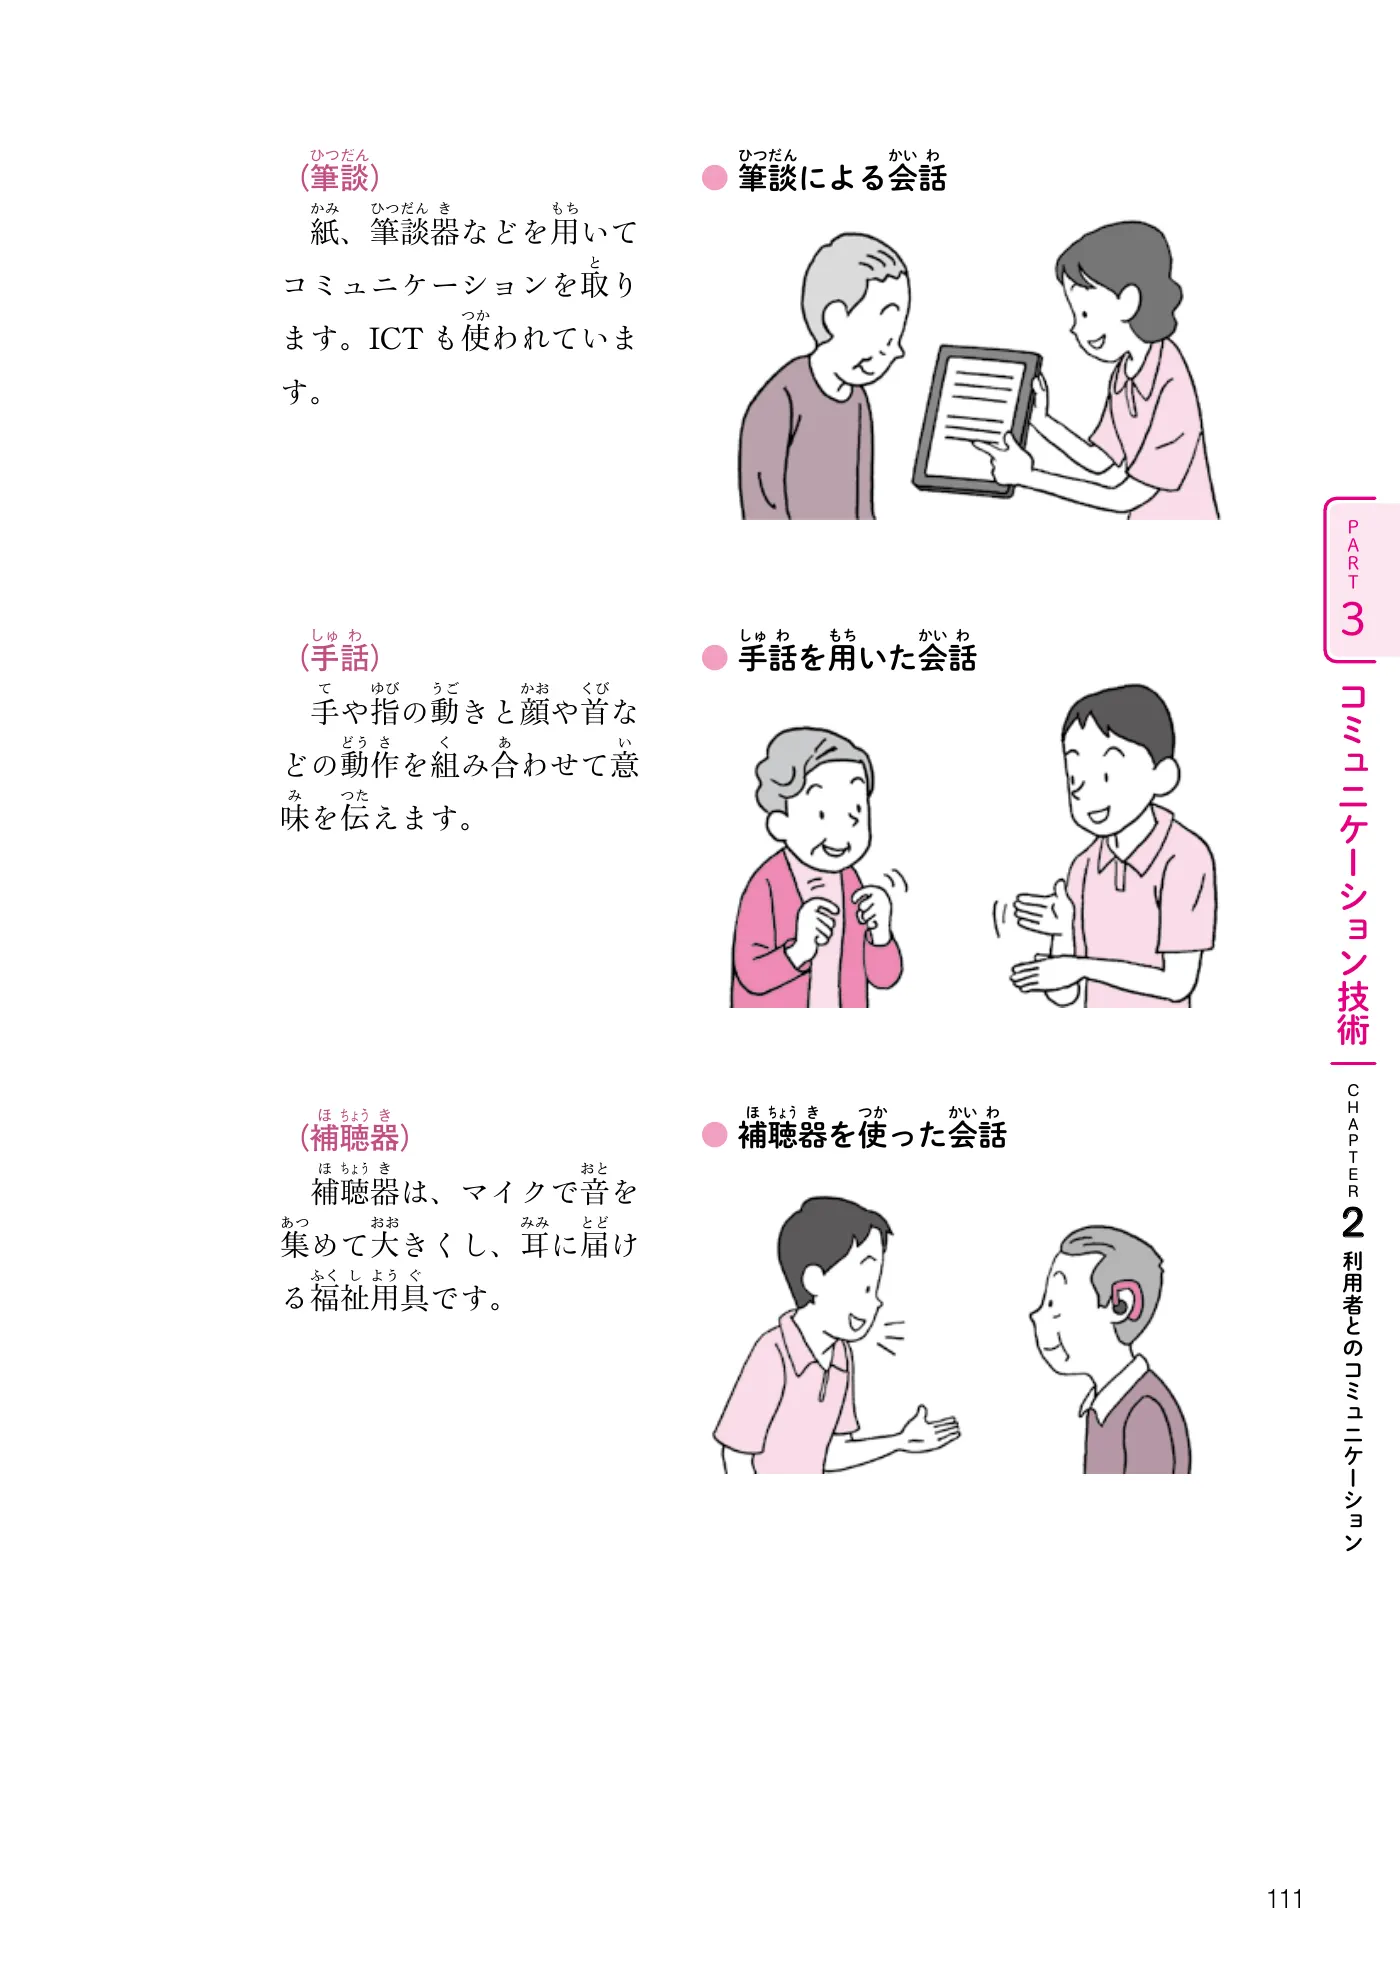 （筆談）
ひつだん
紙、筆談器などを用いて
かみ ひつだん き もち
コミュニケーションを取り
と
ます。ICT も使われていま
つか
す。
● 筆談による会話
ひつだん かい わ
（手話）
しゅ わ
手や指の動きと顔や首な
て ゆび うご かお くび
どの動作を組み合わせて意
どう さ く あ い
味を伝えます。
み つた
● 手話を用いた会話
しゅ わ もち かい わ
（補聴器）
ほ ちょう き
補聴器は、マイクで音を
ほ ちょう き おと
集めて大きくし、耳に届け
あつ おお みみ とど
る福祉用具です。
ふく し よう ぐ
● 補聴器を使った会話
ほ ちょう き つか かい わ
PART 3 コミュニケーション技術
CHAPTER 2 利用者とのコミュニケーション
111